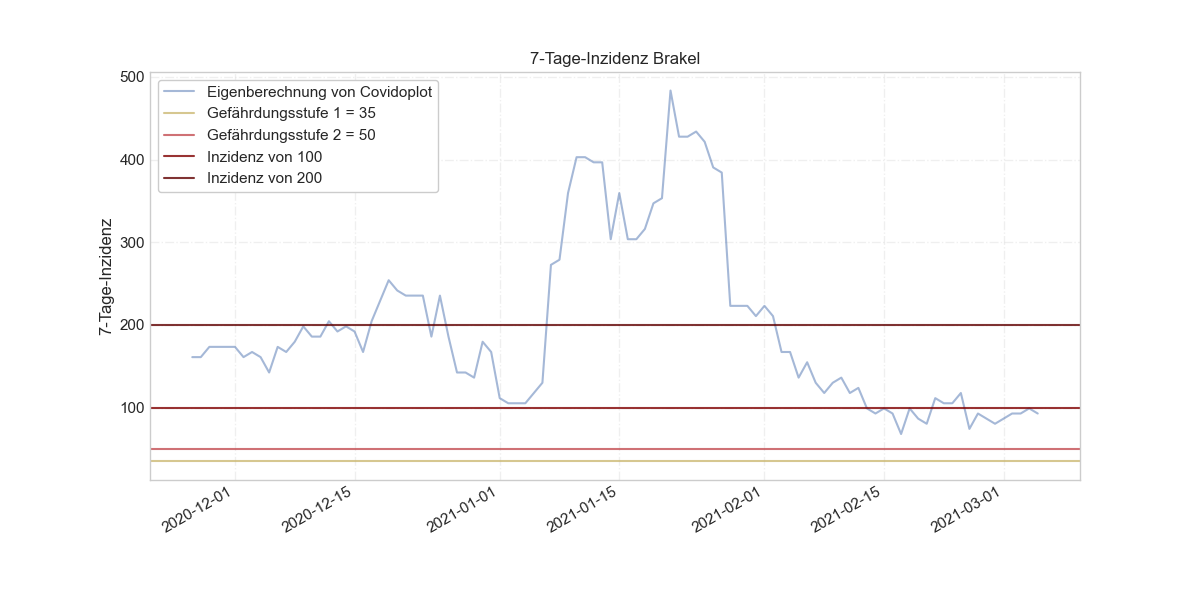 7-Tage-Inzidenz Brakel
500
400
300
200
100
7-Tage-Inzidenz
Eigenberechnung von Covidoplot
Gefährdungsstufe 1 = 35
Gefährdungsstufe 2 = 50
Inzidenz von 100
Inzidenz von 200
2020-12-01
2020-12-15
2021-01-01
2021-01-15
2021-02-01
2021-02-15
2021-03-01